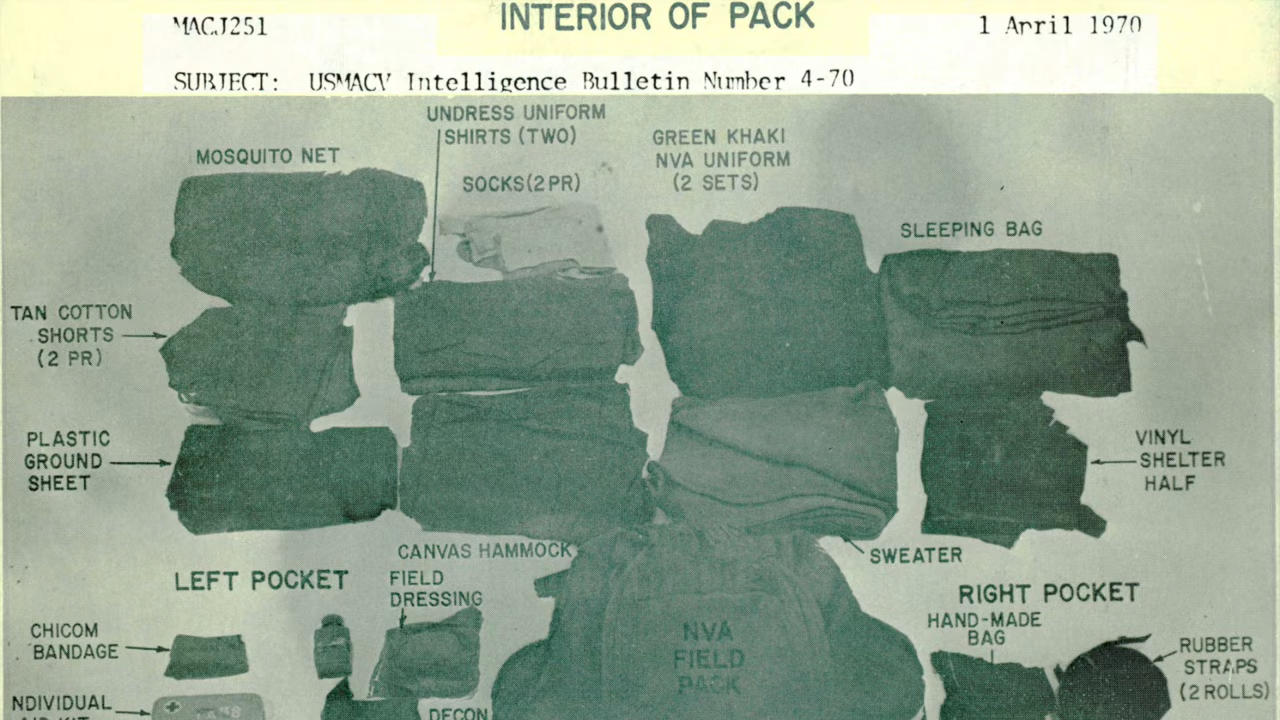 INTERIOR OF PACK
MACJ251
1 April 1970
SUBJECT: USMACV Intelligence Bulletin Number 4-70
UNDRESS UNIFORM
SHIRTS (TWO)
MOSQUITO NET
SOCKS (2 PR)
GREEN KHAKI
NVA UNIFORM
(2 SETS)
SLEEPING BAG
TAN COTTON
SHORTS
(2 PR)
PLASTIC
GROUND
SHEET
VINYL
SHELTER
HALF
CANVAS HAMMOCK
SWEATER
LEFT POCKET
FIELD
DRESSING
RIGHT POCKET
HAND-MADE
BAG
CHICOM
BANDAGE
NVA
FIELD
PACK
RUBBER
STRAPS
(2 ROLLS)
NDIVIDUAL
KIT
DECON